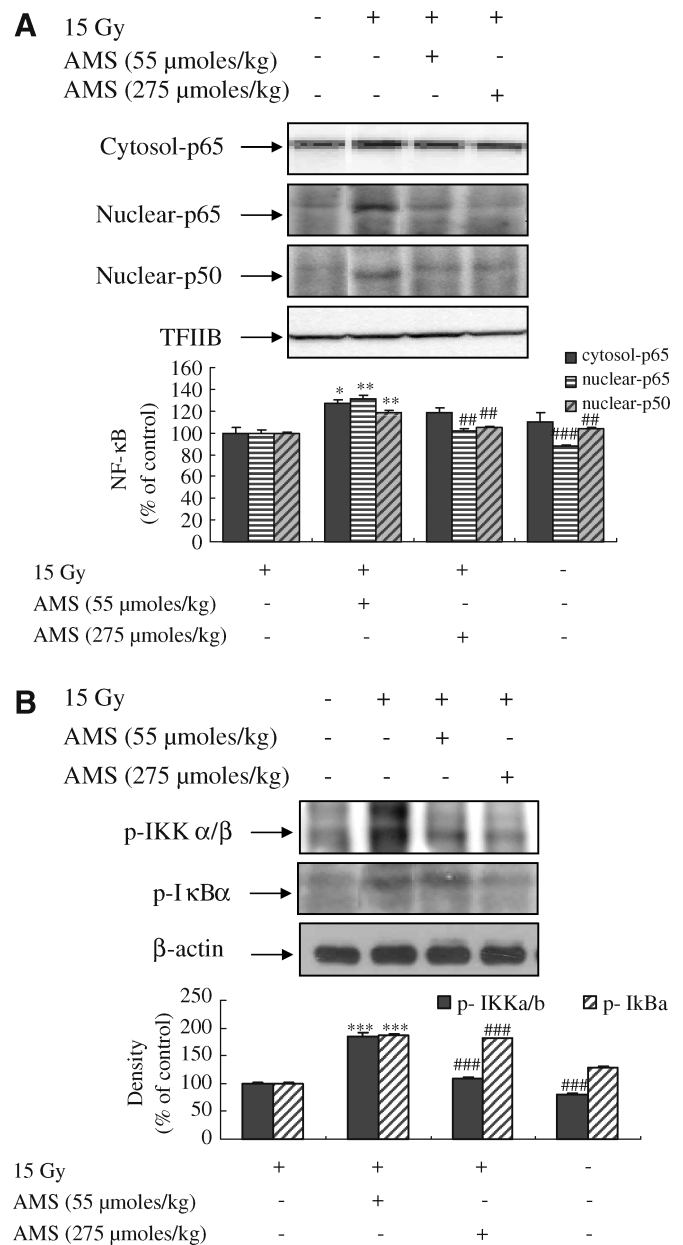 A
15 Gy - + + +
AMS (55 μmoles/kg) - - + -
AMS (275 μmoles/kg) - - - +
Cytosol-p65
Nuclear-p65
Nuclear-p50
TFIIB
cytosol-p65
nuclear-p65
nuclear-p50
NF-κB
(% of control)
160
140
120
100
80
60
40
20
0
* ** **
## ##
### ##
15 Gy + + + -
AMS (55 μmoles/kg) - + - -
AMS (275 μmoles/kg) - - + -
B
15 Gy - + + +
AMS (55 μmoles/kg) - - + -
AMS (275 μmoles/kg) - - - +
p-IKK α/β
p-IκBα
β-actin
p- IKKa/b p- IkBa
Density
(% of control)
250
200
150
100
50
0
*** ***
### ###
###
15 Gy + + + -
AMS (55 μmoles/kg) - + - -
AMS (275 μmoles/kg) - - + -